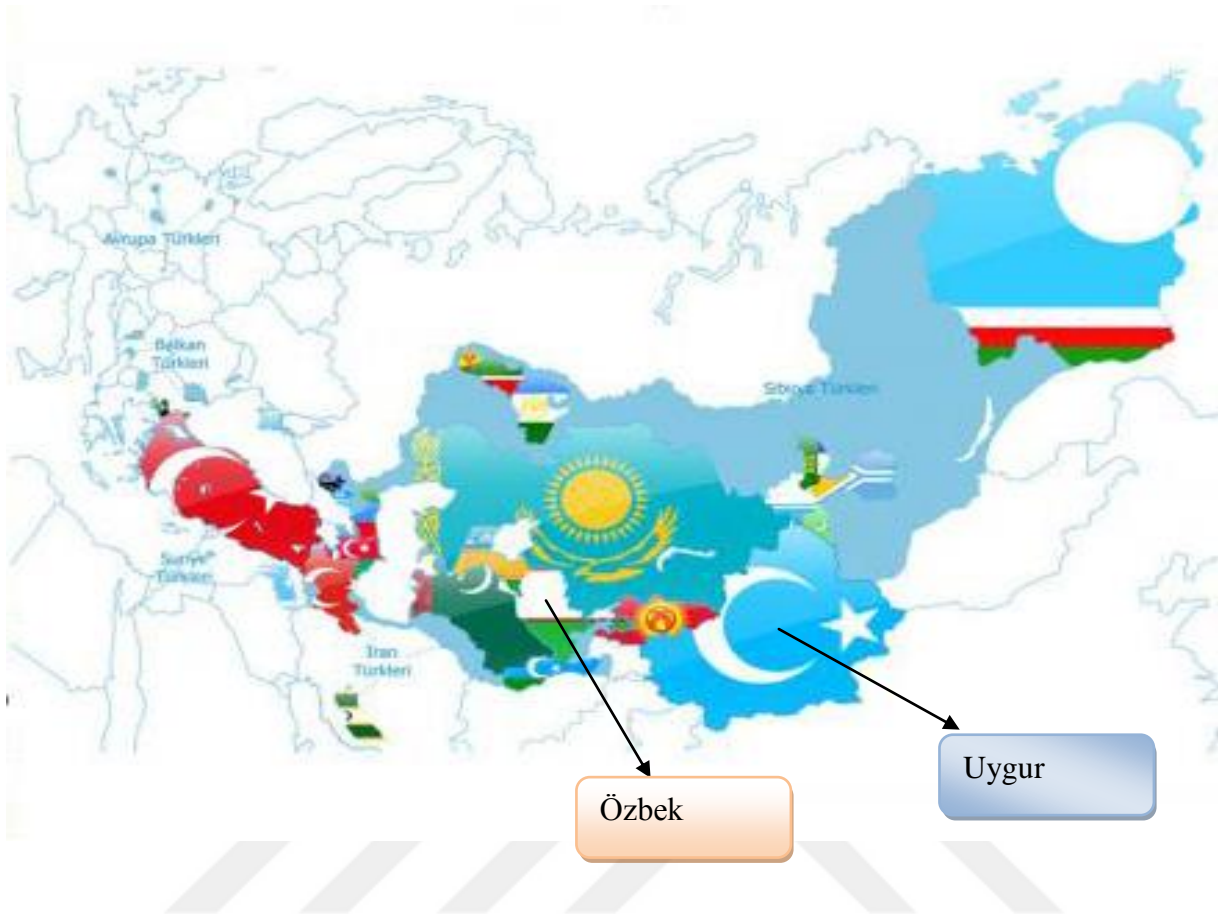 Avrupa Türkleri
Balkan
Türkleri
Sibirya Türkleri
Suriye
Türkleri
İran
Türkleri
Uygur
Özbek